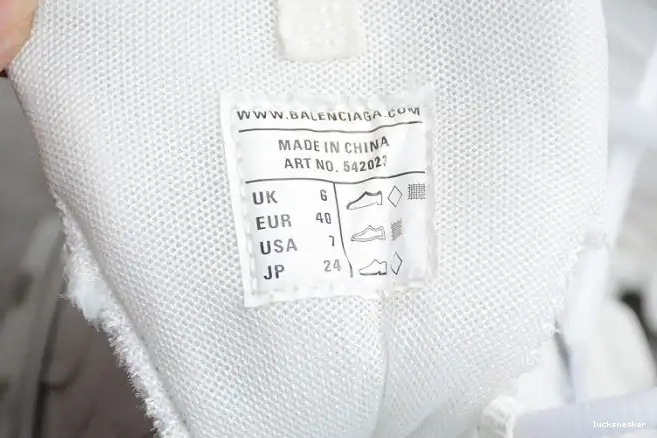 WWW.BALENCIAGA.COM
MADE IN CHINA
ART NO. 542023
UK 6
EUR 40
USA 7
JP 24
lucksneaker